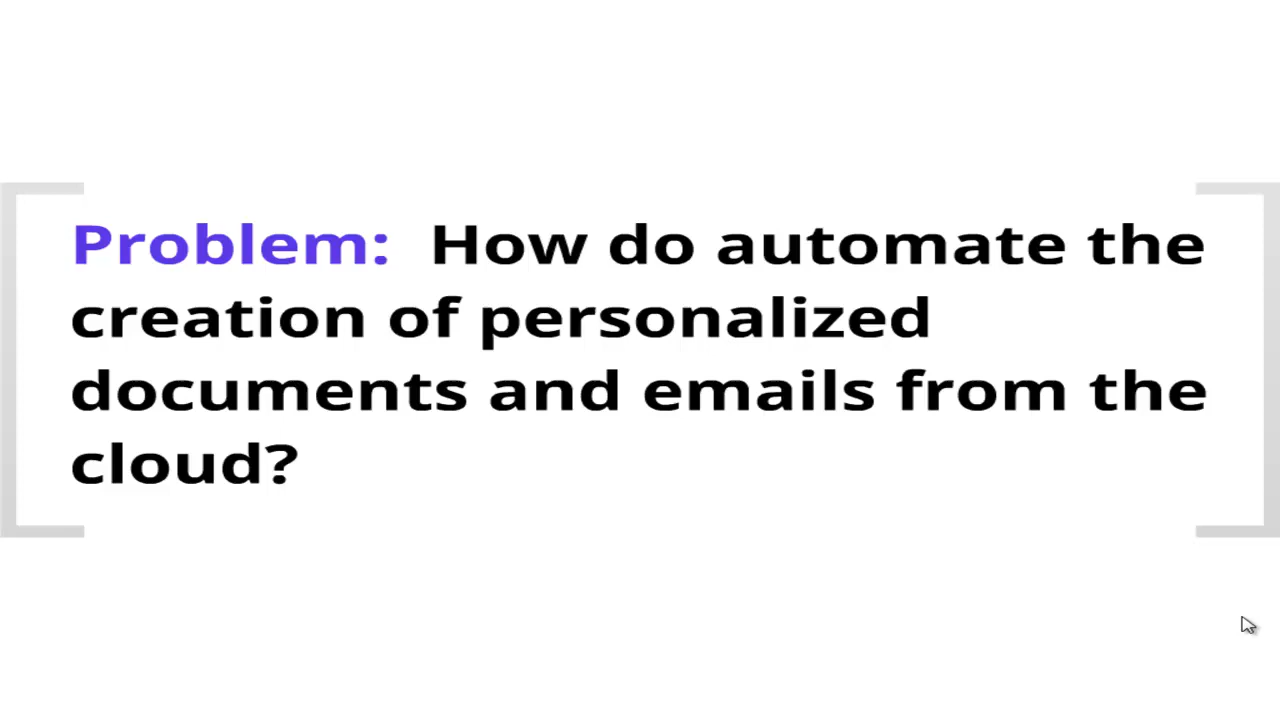 Problem:  How do automate the
creation of personalized
documents and emails from the
cloud?